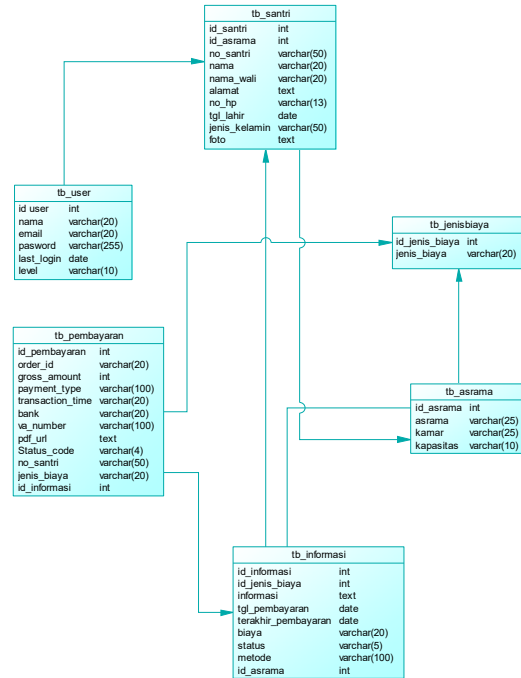 tb_santri
id_santri int
id_asrama int
no_santri varchar(50)
nama varchar(20)
nama_wali varchar(20)
alamat text
no_hp varchar(13)
tgl_lahir date
jenis_kelamin varchar(50)
foto text
tb_user
id user int
nama varchar(20)
email varchar(20)
pasword varchar(255)
last_login date
level varchar(10)
tb_jenisbiaya
id_jenis_biaya int
jenis_biaya varchar(20)
tb_pembayaran
id_pembayaran int
order_id varchar(20)
gross_amount int
payment_type varchar(100)
transaction_time varchar(20)
bank varchar(20)
va_number varchar(100)
pdf_url text
Status_code varchar(4)
no_santri varchar(50)
jenis_biaya varchar(20)
id_informasi int
tb_asrama
id_asrama int
asrama varchar(25)
kamar varchar(25)
kapasitas varchar(10)
tb_informasi
id_informasi int
id_jenis_biaya int
informasi text
tgl_pembayaran date
terakhir_pembayaran date
biaya varchar(20)
status varchar(5)
metode varchar(100)
id_asrama int